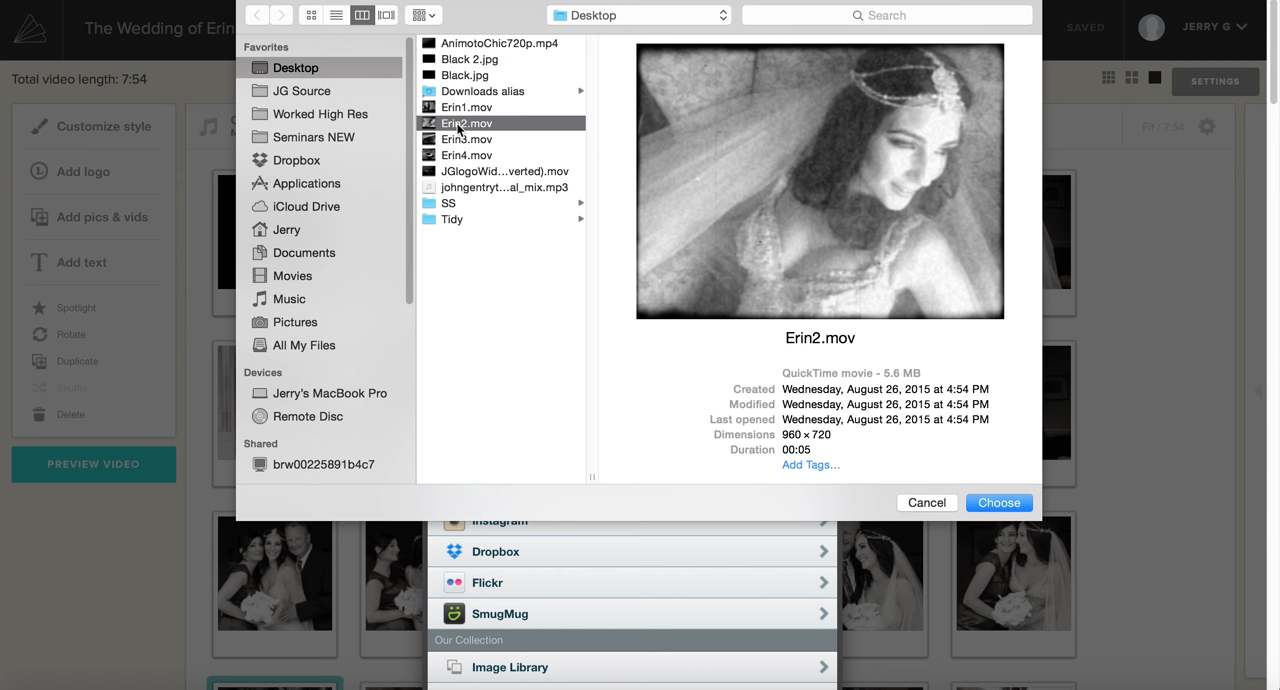 The Wedding of Erin
Desktop
Search
SAVED
JERRY G
Total video length: 7:54
SETTINGS
Customize style
Add logo
Add pics & vids
Add text
Spotlight
Rotate
Duplicate
Shuffle
Delete
PREVIEW VIDEO
Favorites
Desktop
JG Source
Worked High Res
Seminars NEW
Dropbox
Applications
iCloud Drive
Jerry
Documents
Movies
Music
Pictures
All My Files
Devices
Jerry's MacBook Pro
Remote Disc
Shared
brw00225891b4c7
AnimotoChic720p.mp4
Black 2.jpg
Black.jpg
Downloads alias
Erin1.mov
Erin2.mov
Erin3.mov
Erin4.mov
JGlogoWid...verted).mov
johngentryt...al_mix.mp3
SS
Tidy
Erin2.mov
QuickTime movie - 5.6 MB
Created Wednesday, August 26, 2015 at 4:54 PM
Modified Wednesday, August 26, 2015 at 4:54 PM
Last opened Wednesday, August 26, 2015 at 4:54 PM
Dimensions 960 × 720
Duration 00:05
Add Tags...
Cancel
Choose
Fit / 7:54
Instagram
Dropbox
Flickr
SmugMug
Our Collection
Image Library